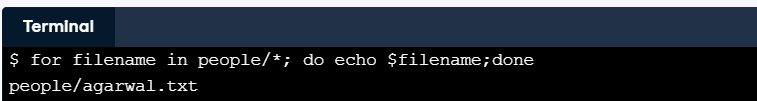 Terminal
$ for filename in people/*; do echo $filename;done
people/agarwal.txt